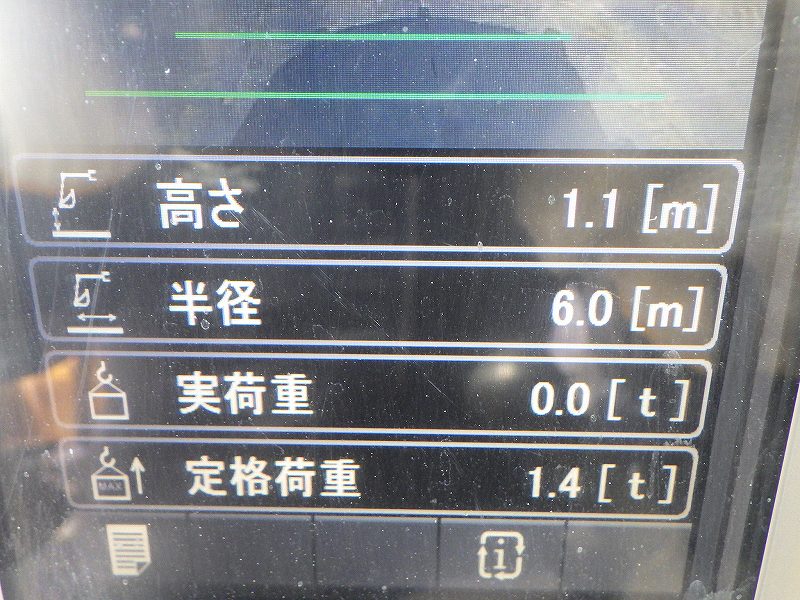 高さ 1.1 [m]
半径 6.0 [m]
実荷重 0.0 [t]
MAX
定格荷重 1.4 [t]
i